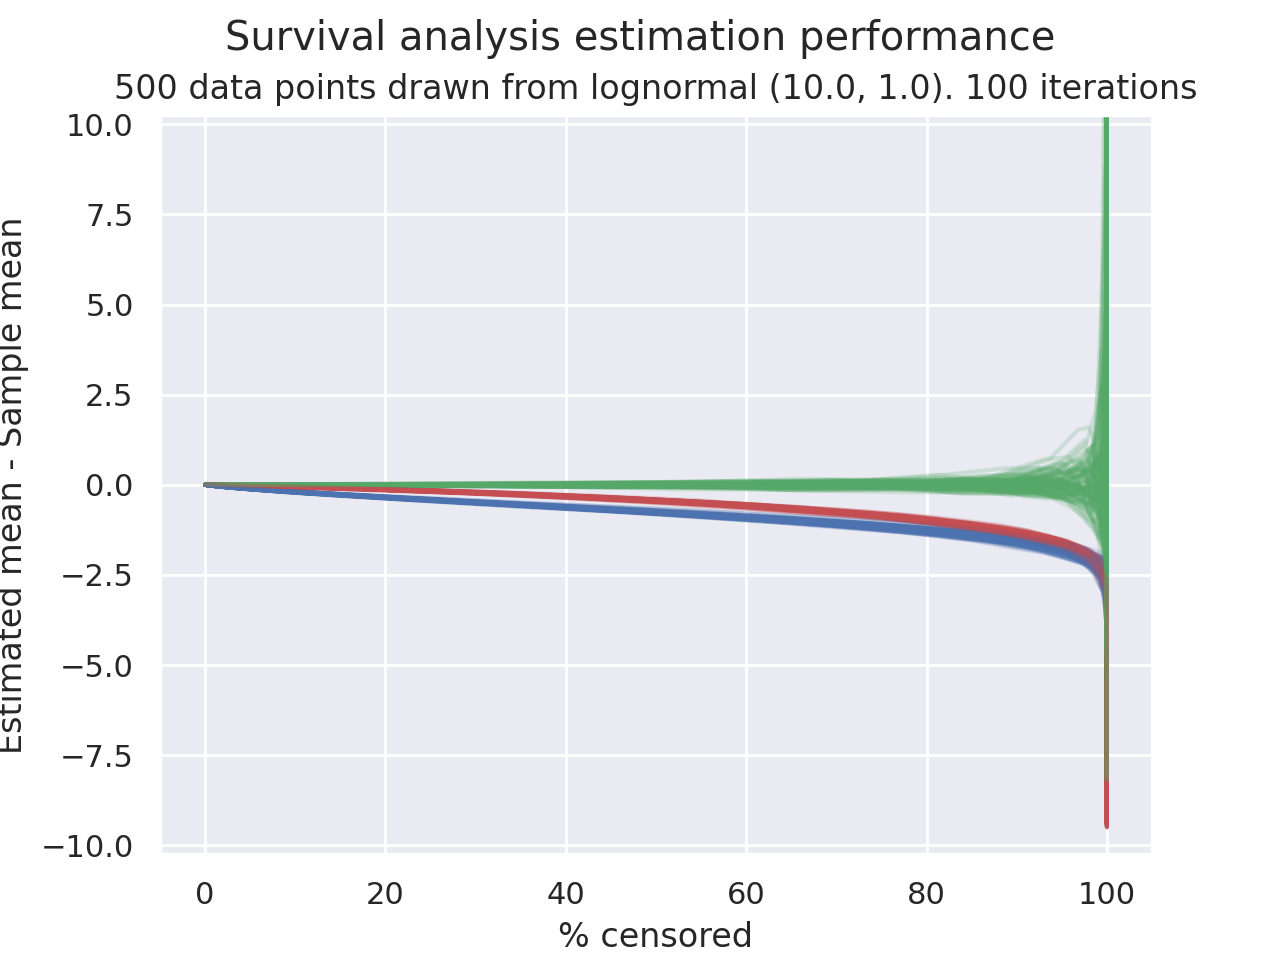 Survival analysis estimation performance
500 data points drawn from lognormal (10.0, 1.0). 100 iterations
10.0
7.5
5.0
2.5
0.0
−2.5
−5.0
−7.5
−10.0
Estimated mean - Sample mean
0 20 40 60 80 100
% censored